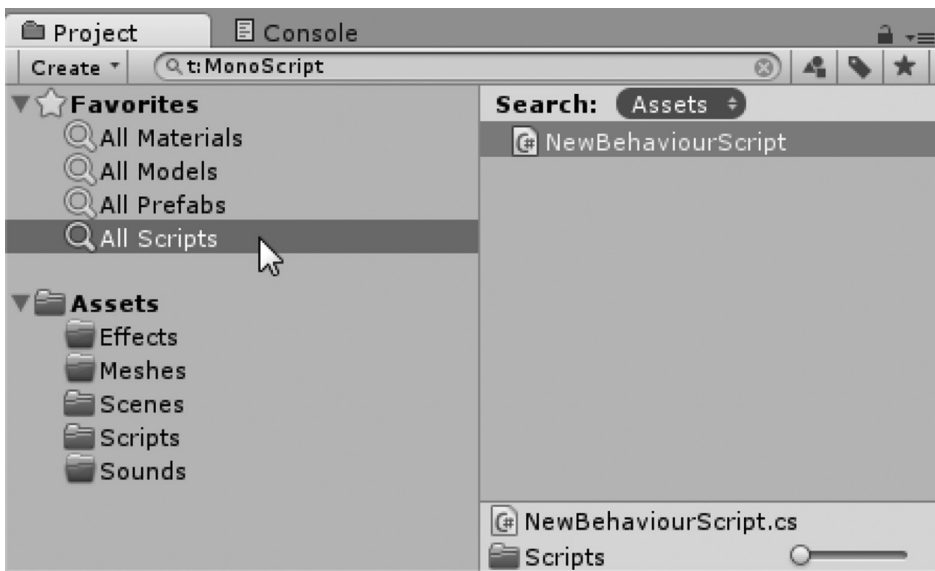 Project
Console
Create
t:MonoScript
Favorites
All Materials
All Models
All Prefabs
All Scripts
Assets
Effects
Meshes
Scenes
Scripts
Sounds
Search: Assets
C# NewBehaviourScript
C# NewBehaviourScript.cs
Scripts